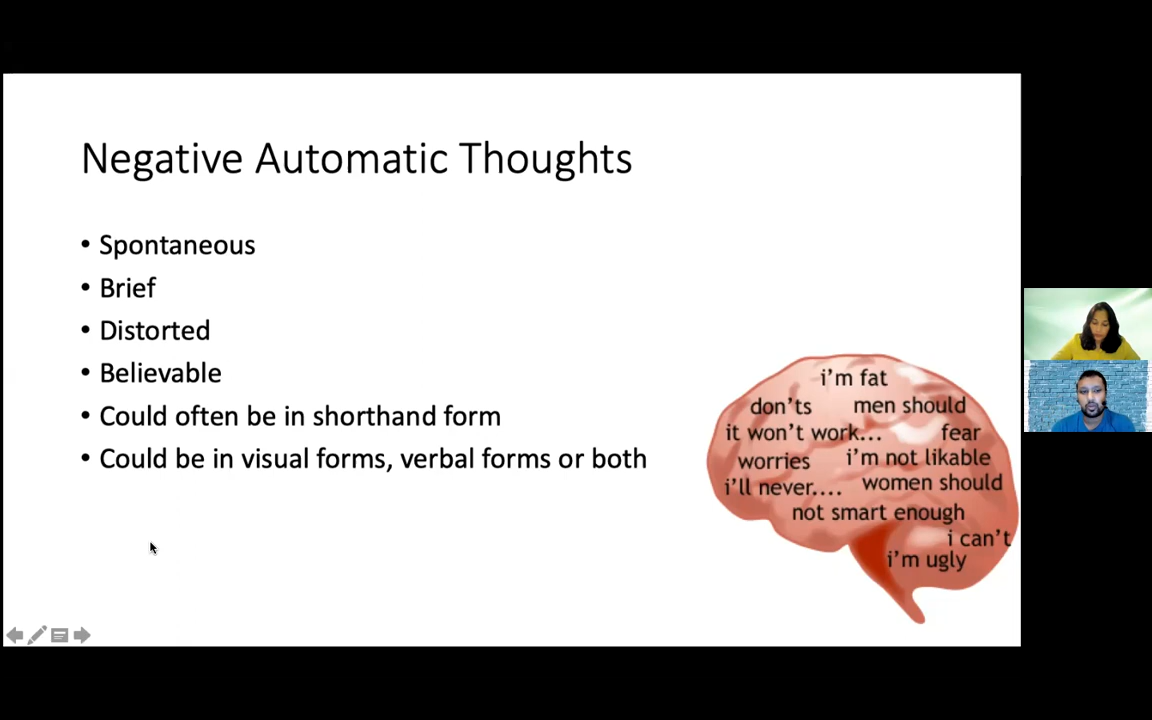 Negative Automatic Thoughts
• Spontaneous
• Brief
• Distorted
• Believable
• Could often be in shorthand form
• Could be in visual forms, verbal forms or both
i'm fat
don'ts men should
it won't work... fear
worries i'm not likable
i'll never.... women should
not smart enough
i can't
i'm ugly